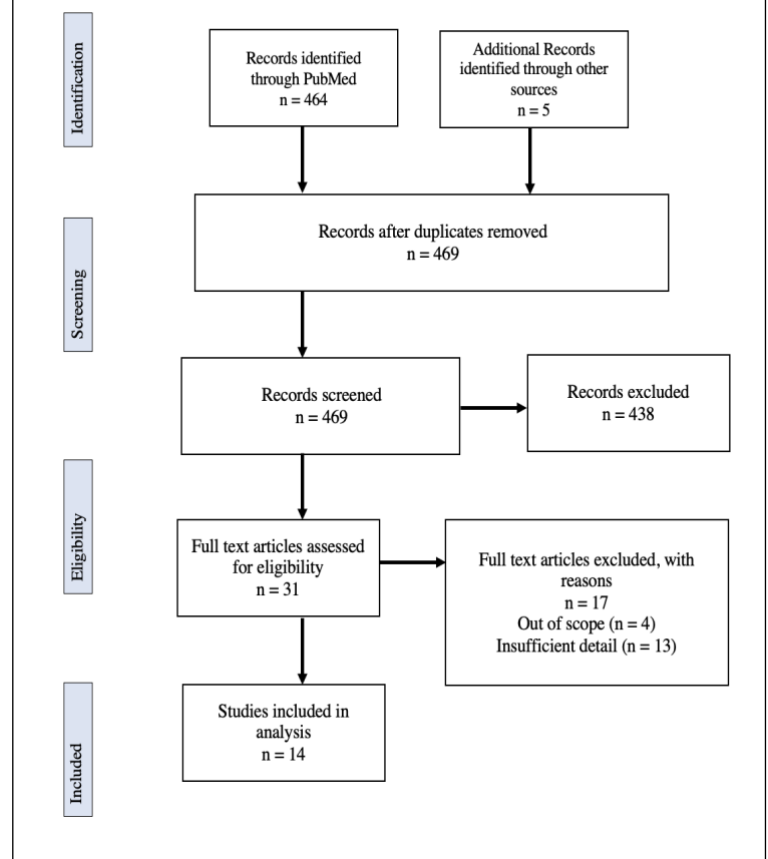 Identification
Records identified
through PubMed
n = 464
Additional Records
identified through other
sources
n = 5
Screening
Records after duplicates removed
n = 469
Records screened
n = 469
Records excluded
n = 438
Eligibility
Full text articles assessed
for eligibility
n = 31
Full text articles excluded, with
reasons
n = 17
Out of scope (n = 4)
Insufficient detail (n = 13)
Included
Studies included in
analysis
n = 14